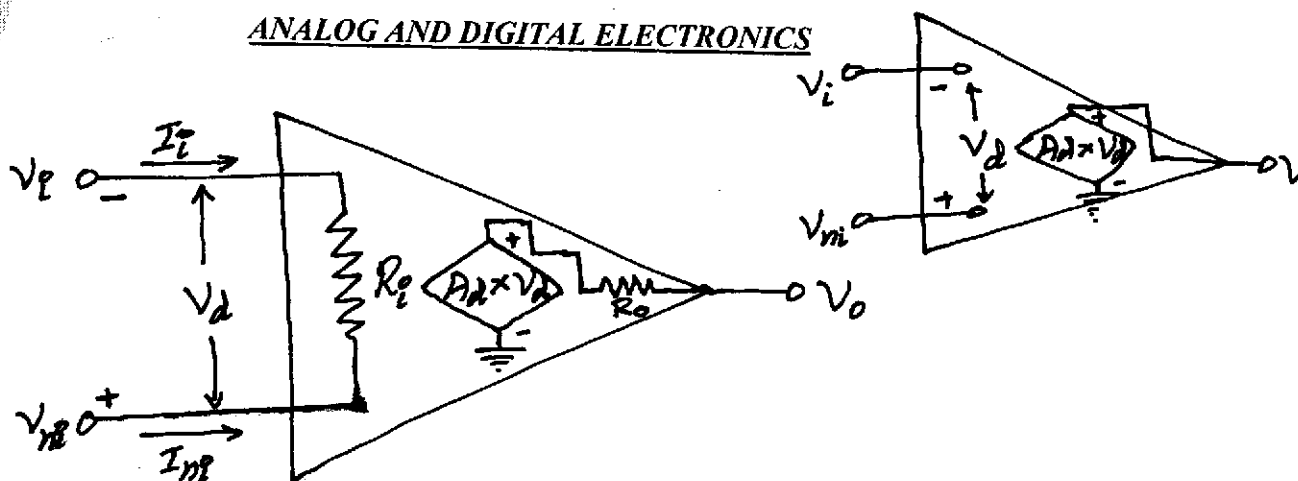 ANALOG AND DIGITAL ELECTRONICS
Vi
-
Ii
Vd
Ri
+
Ad × Vd
-
Ro
Vo
Vni
+
Ini
Vi
-
Vd
+
Ad × Vd
-
V
Vni
+